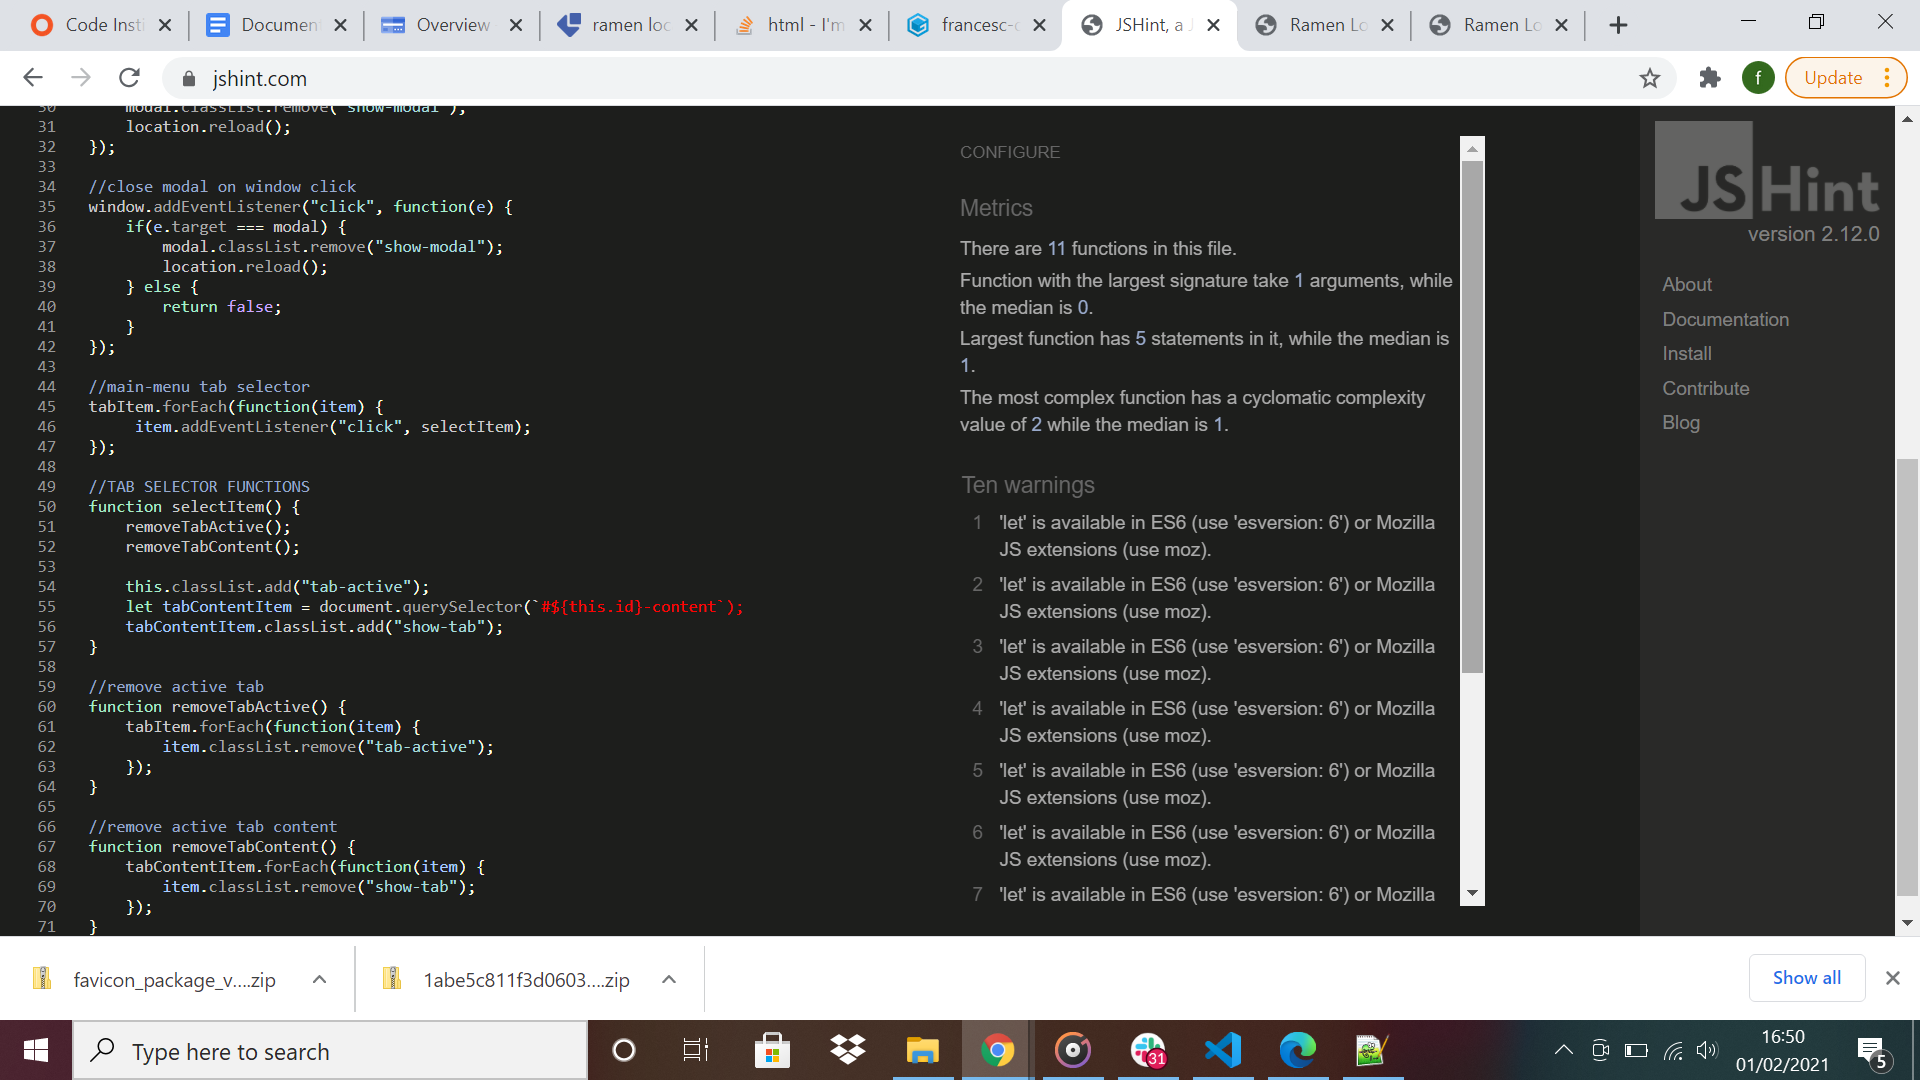 Code Insti
Document
Overview
ramen loc
html - I'm
francesc-c
JSHint, a J
Ramen Lo
Ramen Lo
jshint.com
f
Update
30 modal.classList.remove("show-modal");
31 location.reload();
32 });
33
34 //close modal on window click
35 window.addEventListener("click", function(e) {
36 if(e.target === modal) {
37 modal.classList.remove("show-modal");
38 location.reload();
39 } else {
40 return false;
41 }
42 });
43
44 //main-menu tab selector
45 tabItem.forEach(function(item) {
46 item.addEventListener("click", selectItem);
47 });
48
49 //TAB SELECTOR FUNCTIONS
50 function selectItem() {
51 removeTabActive();
52 removeTabContent();
53
54 this.classList.add("tab-active");
55 let tabContentItem = document.querySelector(`#${this.id}-content`);
56 tabContentItem.classList.add("show-tab");
57 }
58
59 //remove active tab
60 function removeTabActive() {
61 tabItem.forEach(function(item) {
62 item.classList.remove("tab-active");
63 });
64 }
65
66 //remove active tab content
67 function removeTabContent() {
68 tabContentItem.forEach(function(item) {
69 item.classList.remove("show-tab");
70 });
71 }
CONFIGURE
Metrics
There are 11 functions in this file.
Function with the largest signature take 1 arguments, while
the median is 0.
Largest function has 5 statements in it, while the median is
1.
The most complex function has a cyclomatic complexity
value of 2 while the median is 1.
Ten warnings
1 'let' is available in ES6 (use 'esversion: 6') or Mozilla
JS extensions (use moz).
2 'let' is available in ES6 (use 'esversion: 6') or Mozilla
JS extensions (use moz).
3 'let' is available in ES6 (use 'esversion: 6') or Mozilla
JS extensions (use moz).
4 'let' is available in ES6 (use 'esversion: 6') or Mozilla
JS extensions (use moz).
5 'let' is available in ES6 (use 'esversion: 6') or Mozilla
JS extensions (use moz).
6 'let' is available in ES6 (use 'esversion: 6') or Mozilla
JS extensions (use moz).
7 'let' is available in ES6 (use 'esversion: 6') or Mozilla
JSHint
version 2.12.0
About
Documentation
Install
Contribute
Blog
favicon_package_v....zip
1abe5c811f3d0603....zip
Show all
Type here to search
31
16:50
01/02/2021
5